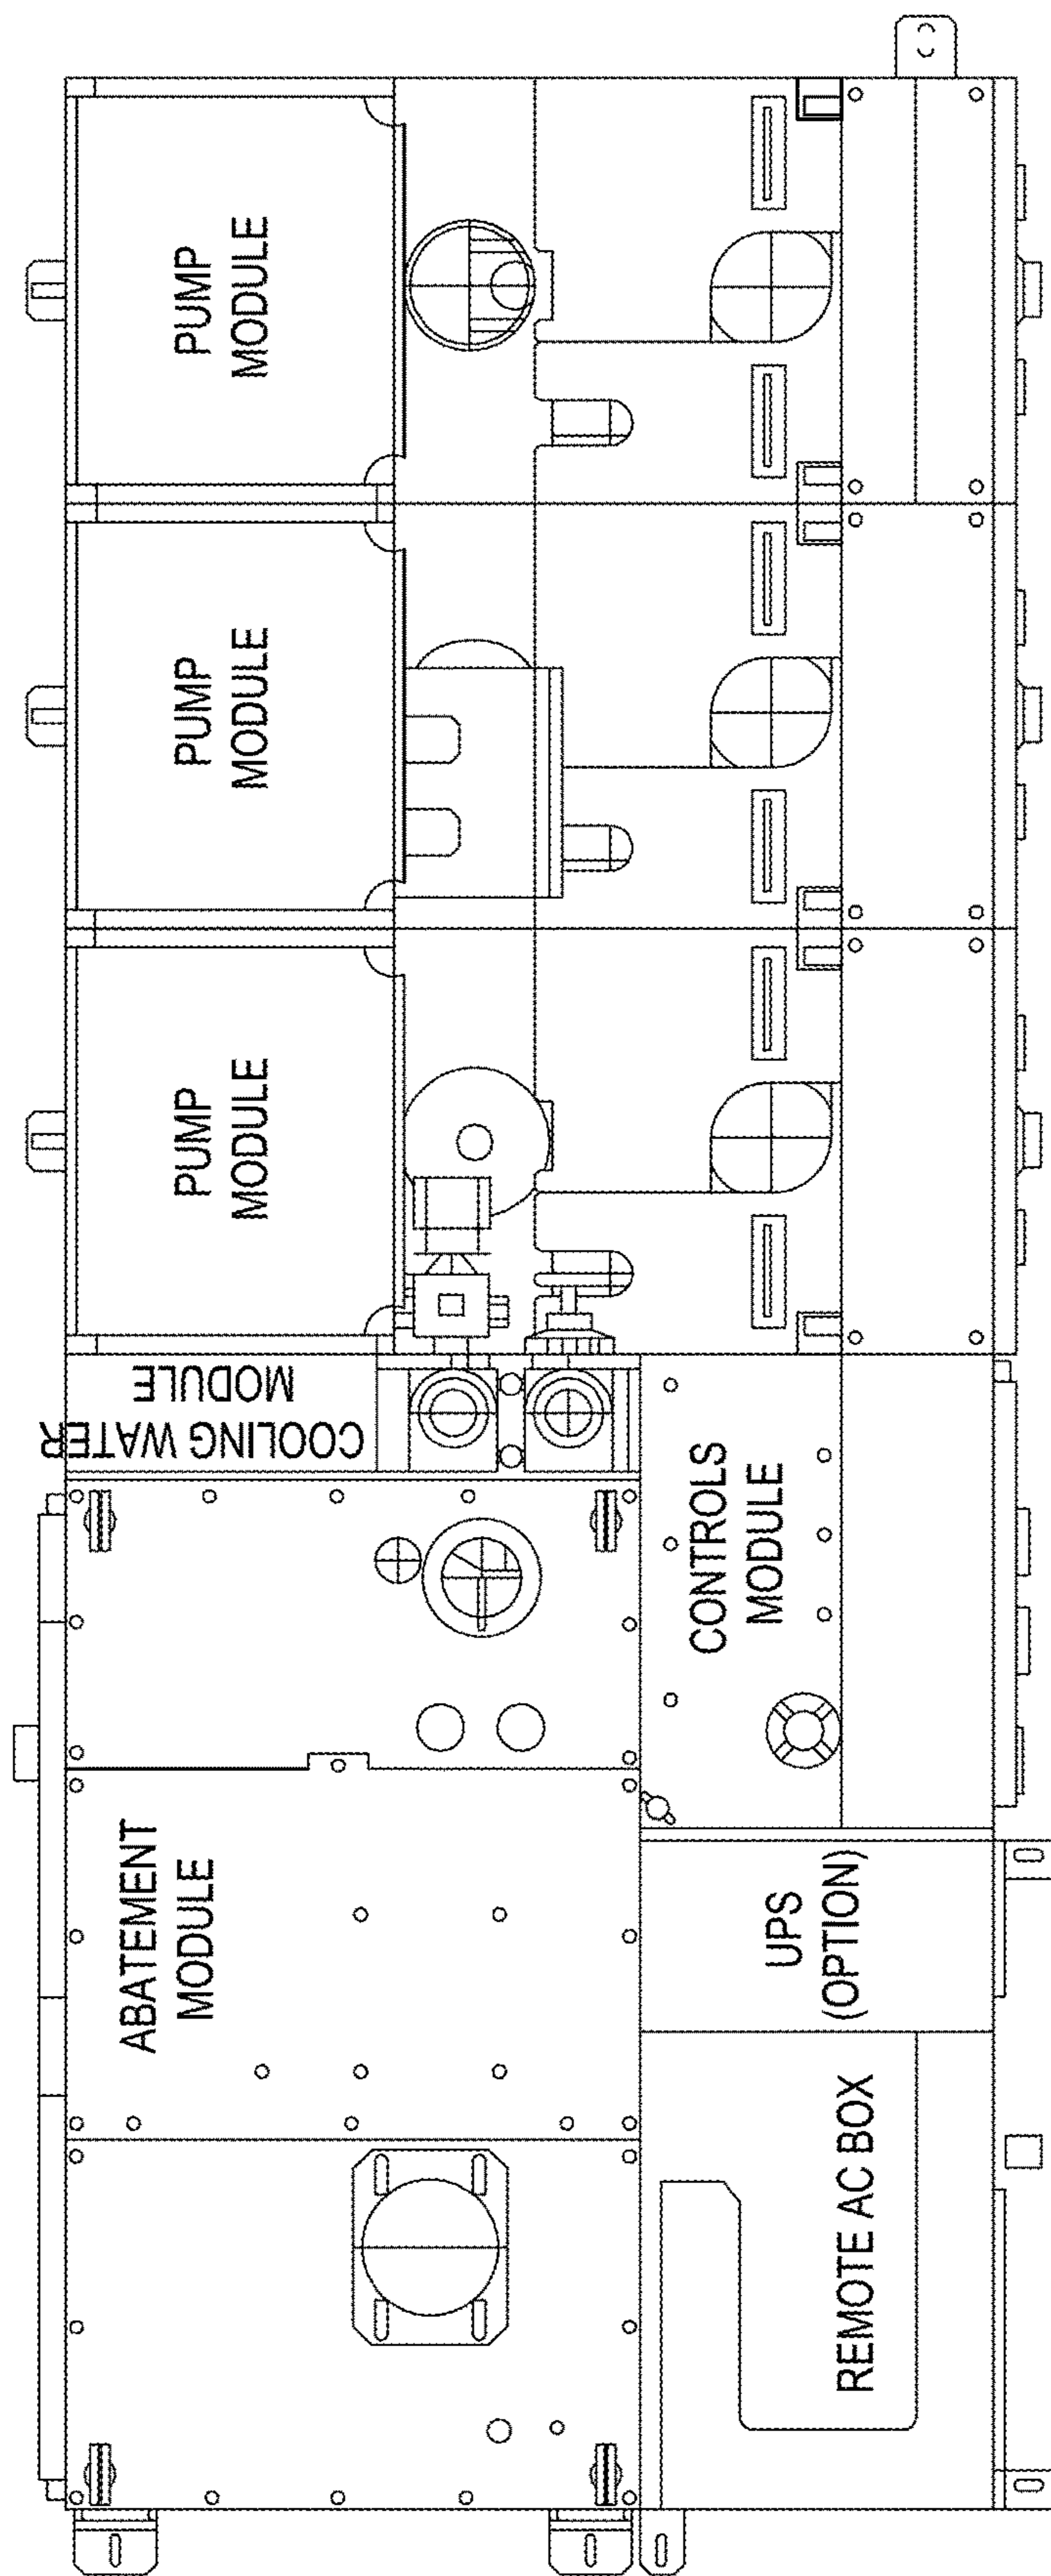 PUMP
MODULE
PUMP
MODULE
PUMP
MODULE
COOLING WATER
MODULE
CONTROLS
MODULE
ABATEMENT
MODULE
UPS
(OPTION)
REMOTE AC BOX